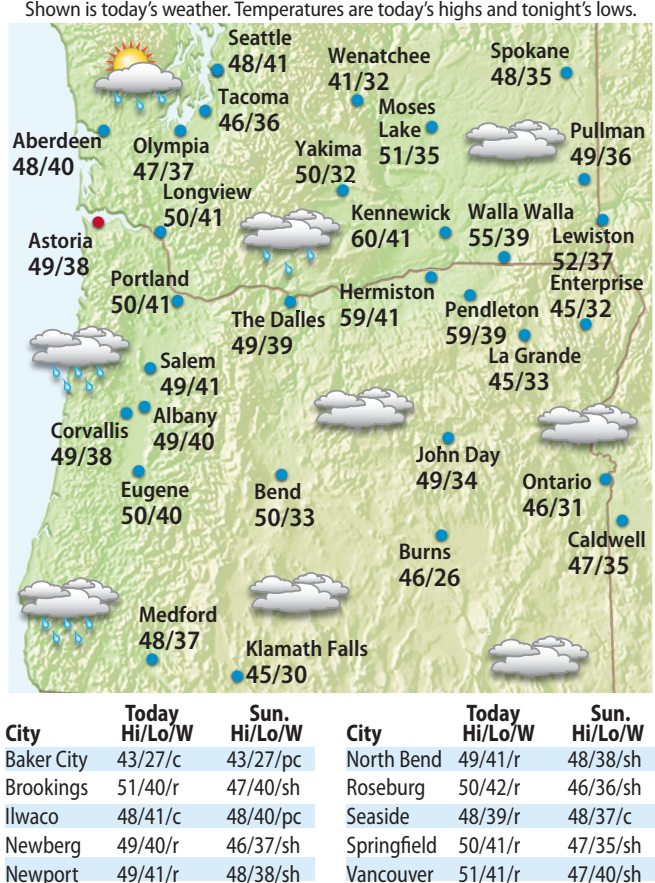 Shown is today's weather. Temperatures are today's highs and tonight's lows.
Seattle
48/41
Wenatchee
41/32
Spokane
48/35
Tacoma
46/36
Moses
Lake
51/35
Aberdeen
48/40
Olympia
47/37
Yakima
50/32
Pullman
49/36
Longview
50/41
Kennewick
60/41
Walla Walla
55/39
Lewiston
52/37
Astoria
49/38
Portland
50/41
The Dalles
49/39
Hermiston
59/41
Pendleton
59/39
Enterprise
45/32
La Grande
45/33
Salem
49/41
Albany
49/40
Corvallis
49/38
Eugene
50/40
Bend
50/33
John Day
49/34
Ontario
46/31
Caldwell
47/35
Burns
46/26
Medford
48/37
Klamath Falls
45/30
Today Sun.
City Hi/Lo/W Hi/Lo/W
Baker City 43/27/c 43/27/pc
Brookings 51/40/r 47/40/sh
Ilwaco 48/41/c 48/40/pc
Newberg 49/40/r 46/37/sh
Newport 49/41/r 48/38/sh
Today Sun.
City Hi/Lo/W Hi/Lo/W
North Bend 49/41/r 48/38/sh
Roseburg 50/42/r 46/36/sh
Seaside 48/39/r 48/37/c
Springfield 50/41/r 47/35/sh
Vancouver 51/41/r 47/40/sh